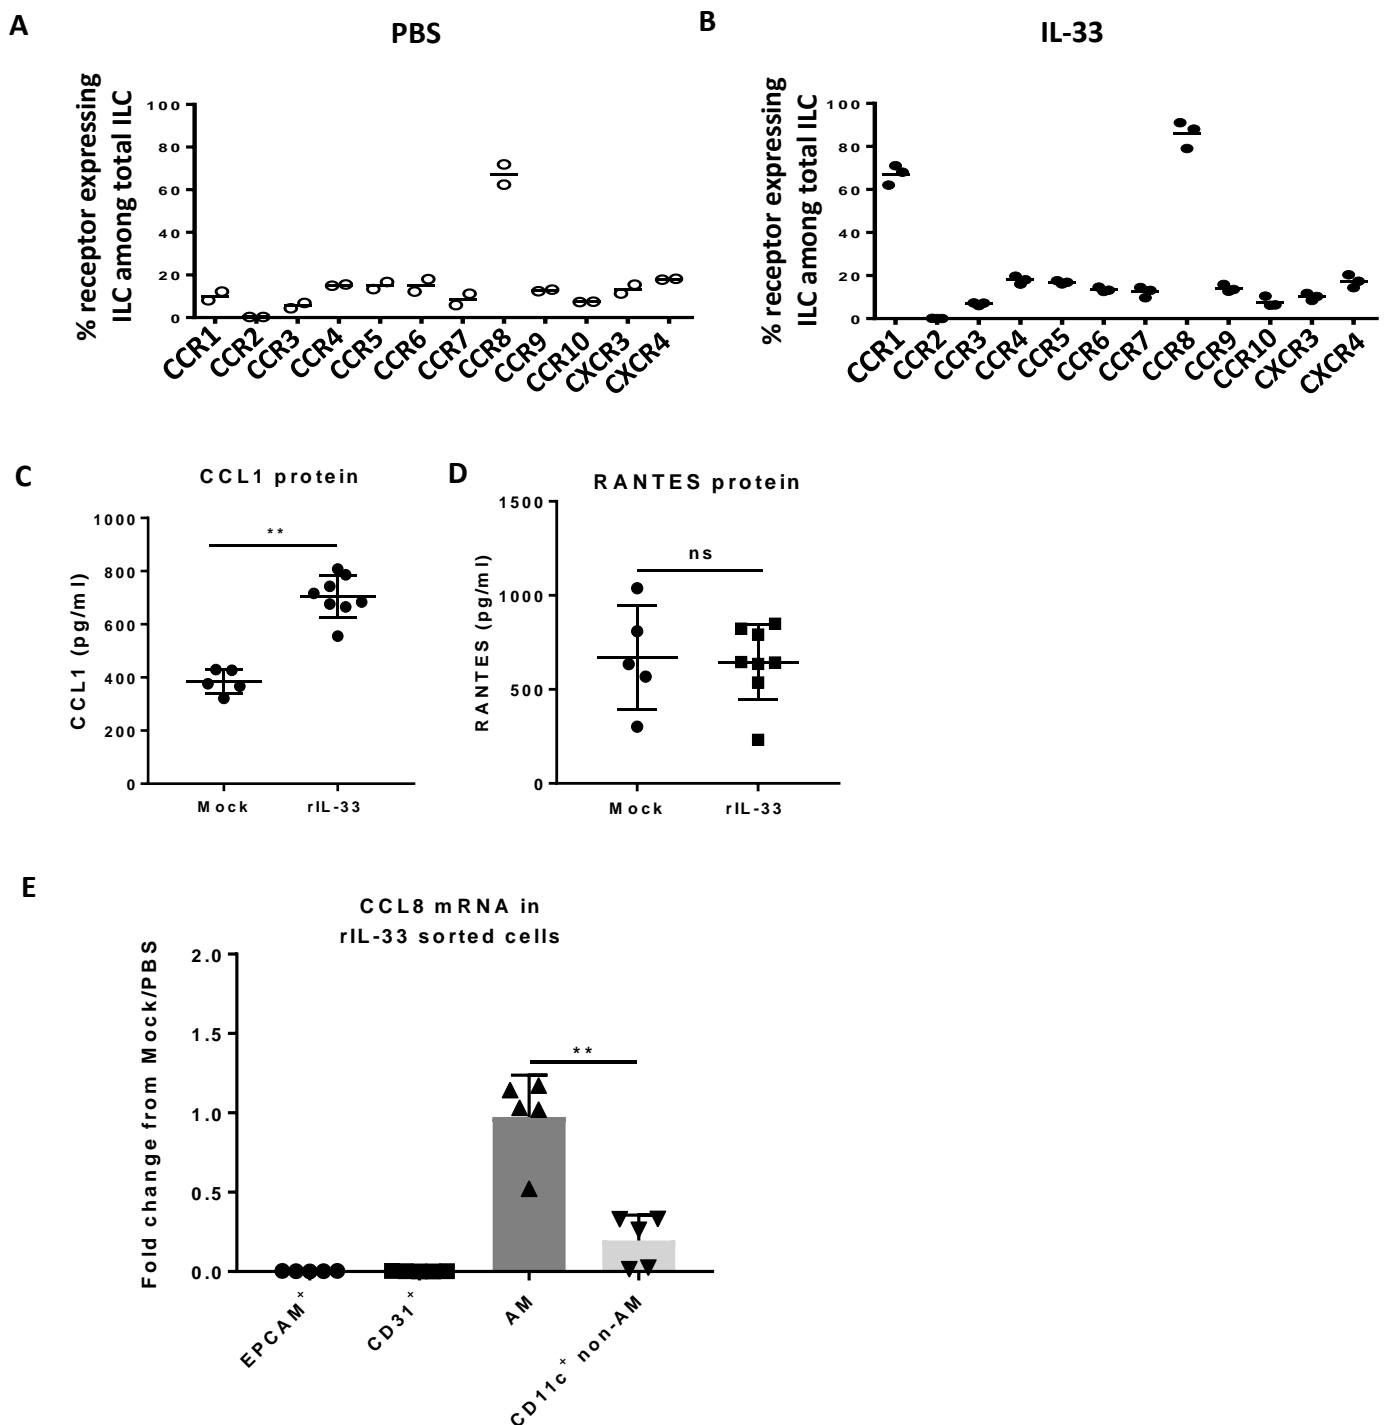 A
PBS
% receptor expressing
ILC among total ILC
100
80
60
40
20
0
CCR1
CCR2
CCR3
CCR4
CCR5
CCR6
CCR7
CCR8
CCR9
CCR10
CXCR3
CXCR4
B
IL-33
% receptor expressing
ILC among total ILC
100
80
60
40
20
0
CCR1
CCR2
CCR3
CCR4
CCR5
CCR6
CCR7
CCR8
CCR9
CCR10
CXCR3
CXCR4
C
CCL1 protein
CCL1 (pg/ml)
1000
800
600
400
200
0
**
Mock
rIL-33
D
RANTES protein
RANTES (pg/ml)
1500
1000
500
0
ns
Mock
rIL-33
E
CCL8 mRNA in
rIL-33 sorted cells
Fold change from Mock/PBS
2.0
1.5
1.0
0.5
0.0
**
EPCAM+
CD31+
AM
CD11c+ non-AM